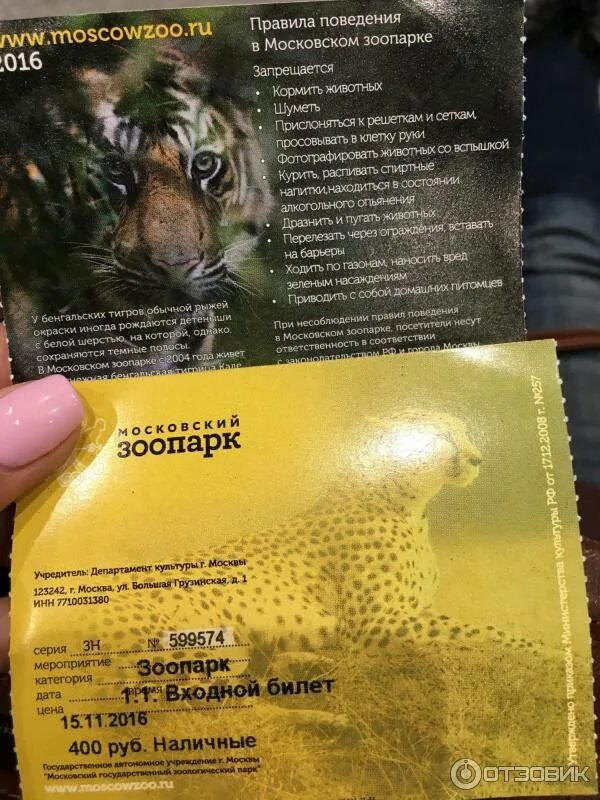 www.moscowzoo.ru
2016
Правила поведения
в Московском зоопарке
Запрещается
• Кормить животных
• Шуметь
• Прислоняться к решеткам и сеткам,
просовывать в клетку руки
• Фотографировать животных со вспышкой
• Курить, распивать спиртные
напитки,находиться в состоянии
алкогольного опьянения
• Дразнить и пугать животных
• Перелезать через ограждения, вставать
на барьеры
• Ходить по газонам, наносить вред
зеленым насаждениям
• Приводить с собой домашних питомцев
У бенгальских тигров обычной рыжей
окраски иногда рождаются детеныши
с белой шерстью, на которой, однако,
сохраняются темные полосы.
В Московском зоопарке с 2004 года живет
бенгальская тигрица Кали
При несоблюдении правил поведения
в Московском зоопарке, посетители несут
ответственность в соответствии
с законодательством РФ и города Москвы
МОСКОВСКИЙ
зоопарк
Учредитель: Департамент культуры г. Москвы
123242, г. Москва, ул. Большая Грузинская, д. 1
ИНН 7710031380
серия ЗН № 599574
мероприятие Зоопарк
категория 1.1. Входной билет
дата время
цена
15.11.2016
400 руб. Наличные
Государственное автономное учреждение г. Москвы
"Московский государственный зоологический парк"
www.moscowzoo.ru
Утверждено приказом Министерства культуры РФ от 17.12.2008 г. №257
ОТЗОВИК